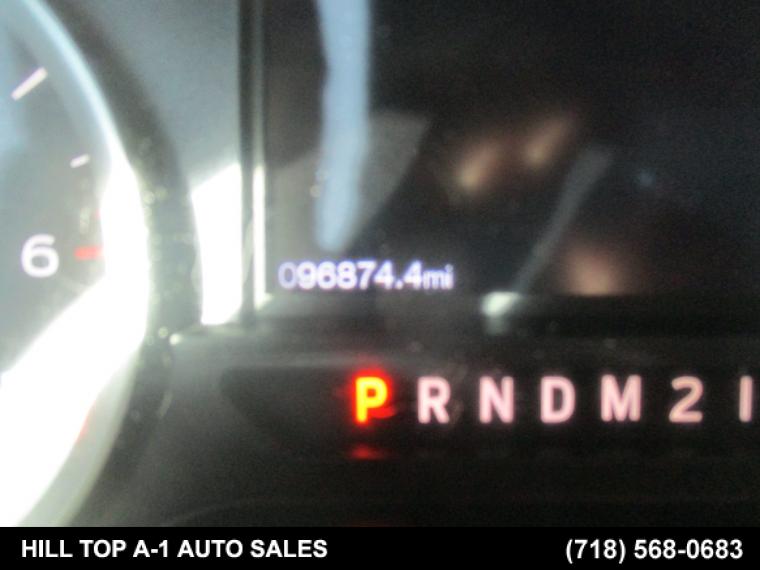 6
096874.4mi
P R N D M 2 1
HILL TOP A-1 AUTO SALES (718) 568-0683